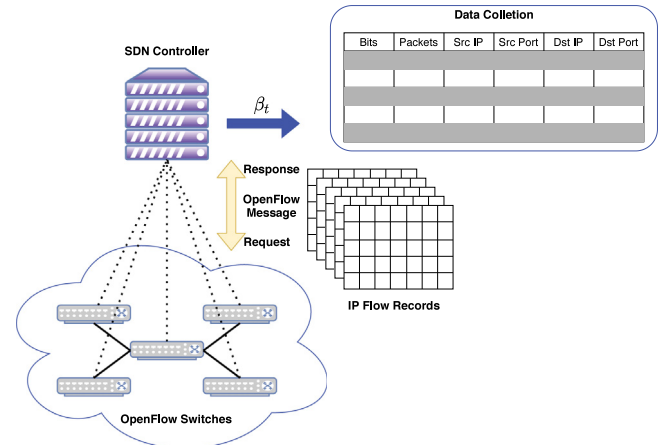 Data Colletion
SDN Controller
Bits Packets Src IP Src Port Dst IP Dst Port
βt
Response
OpenFlow
Message
Request
IP Flow Records
OpenFlow Switches